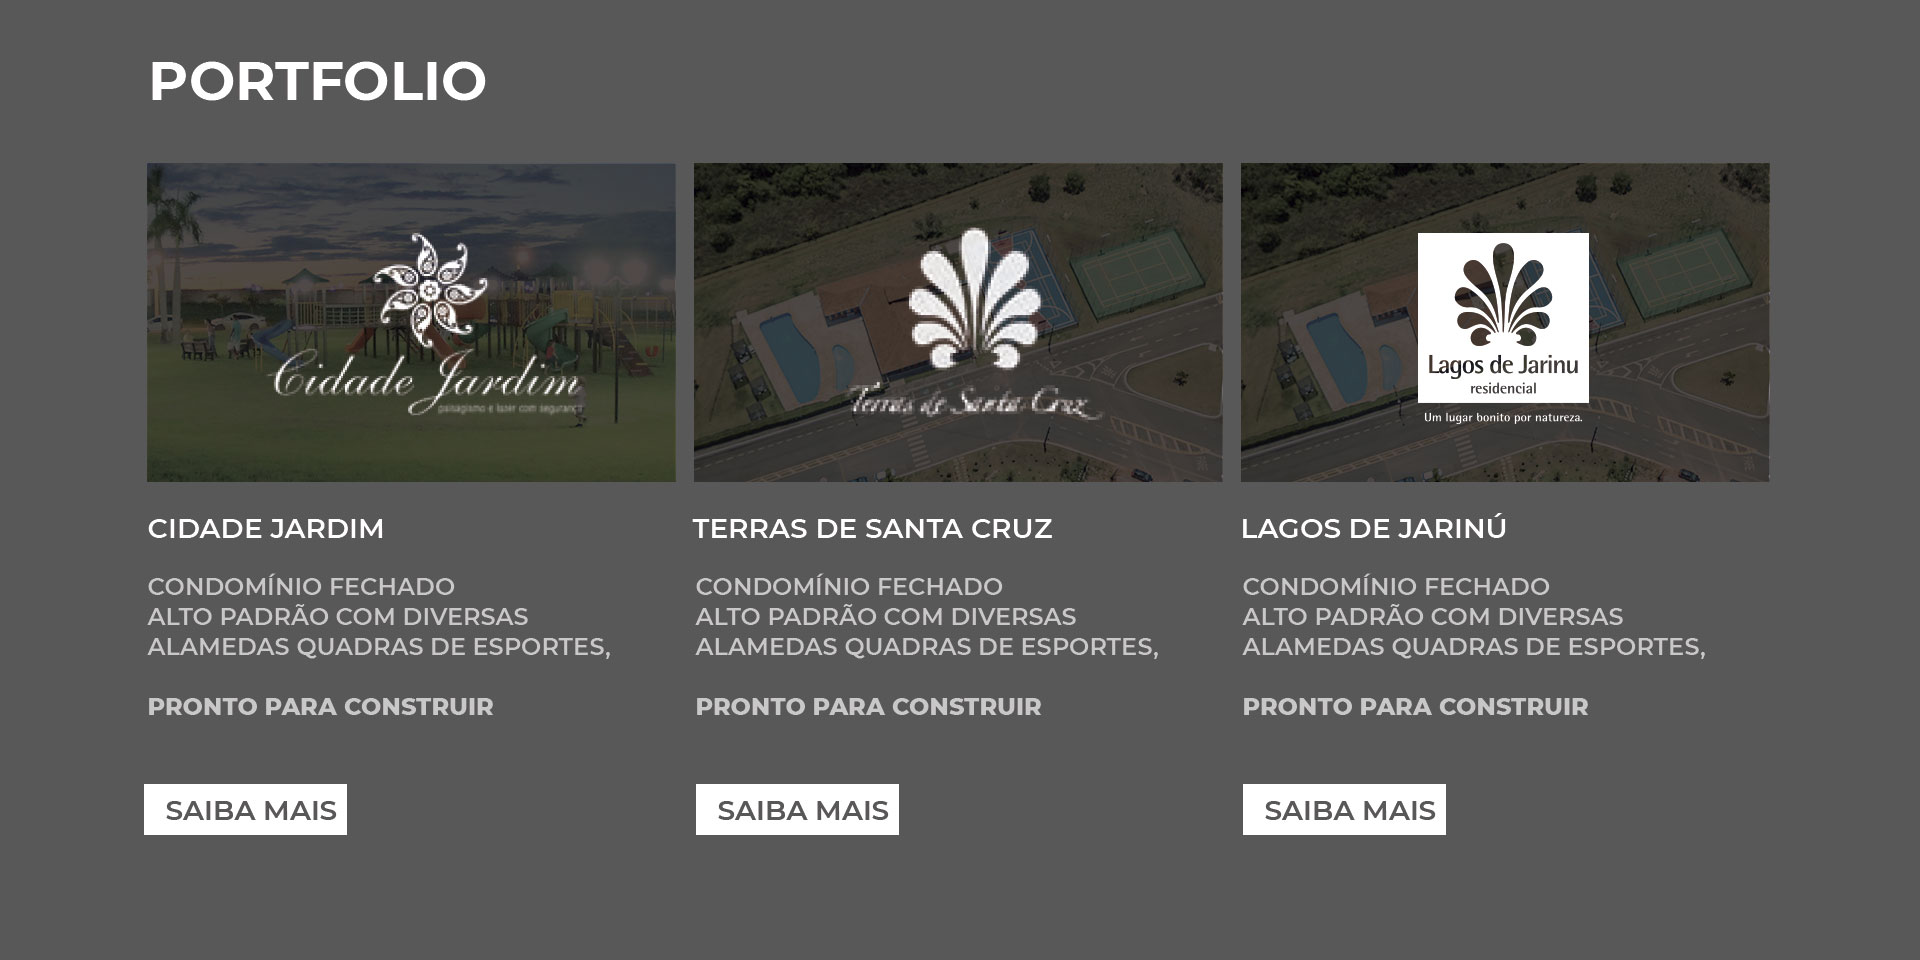 PORTFOLIO
Cidade Jardim
paisagismo e lazer com segurança
Terras de Santa Cruz
Lagos de Jarinu
residencial
Um lugar bonito por natureza.
CIDADE JARDIM
CONDOMÍNIO FECHADO
ALTO PADRÃO COM DIVERSAS
ALAMEDAS QUADRAS DE ESPORTES,
PRONTO PARA CONSTRUIR
SAIBA MAIS
TERRAS DE SANTA CRUZ
CONDOMÍNIO FECHADO
ALTO PADRÃO COM DIVERSAS
ALAMEDAS QUADRAS DE ESPORTES,
PRONTO PARA CONSTRUIR
SAIBA MAIS
LAGOS DE JARINÚ
CONDOMÍNIO FECHADO
ALTO PADRÃO COM DIVERSAS
ALAMEDAS QUADRAS DE ESPORTES,
PRONTO PARA CONSTRUIR
SAIBA MAIS